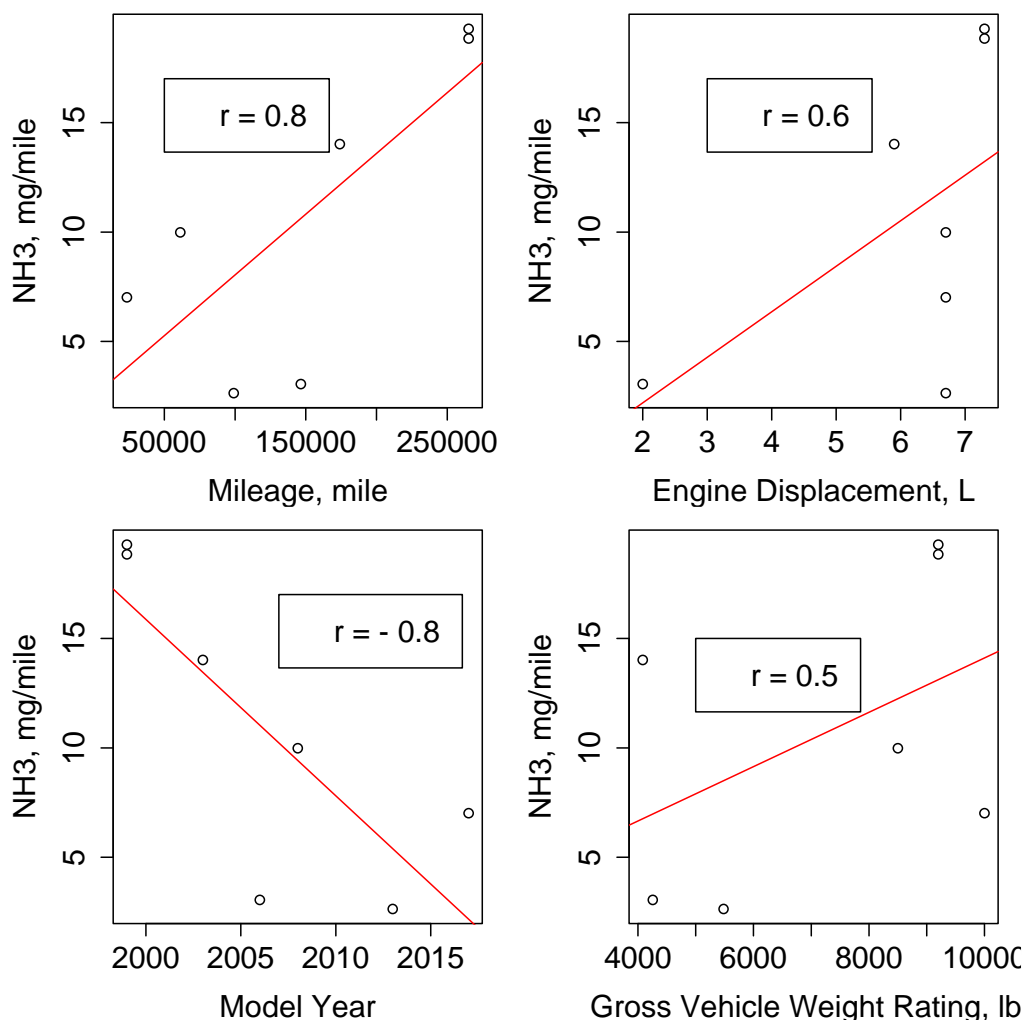 NH3, mg/mile
5
10
15
r = 0.8
50000
150000
250000
Mileage, mile
NH3, mg/mile
5
10
15
r = 0.6
2 3 4 5 6 7
Engine Displacement, L
NH3, mg/mile
5
10
15
r = - 0.8
2000 2005 2010 2015
Model Year
NH3, mg/mile
5
10
15
r = 0.5
4000
6000
8000
10000
Gross Vehicle Weight Rating, lb